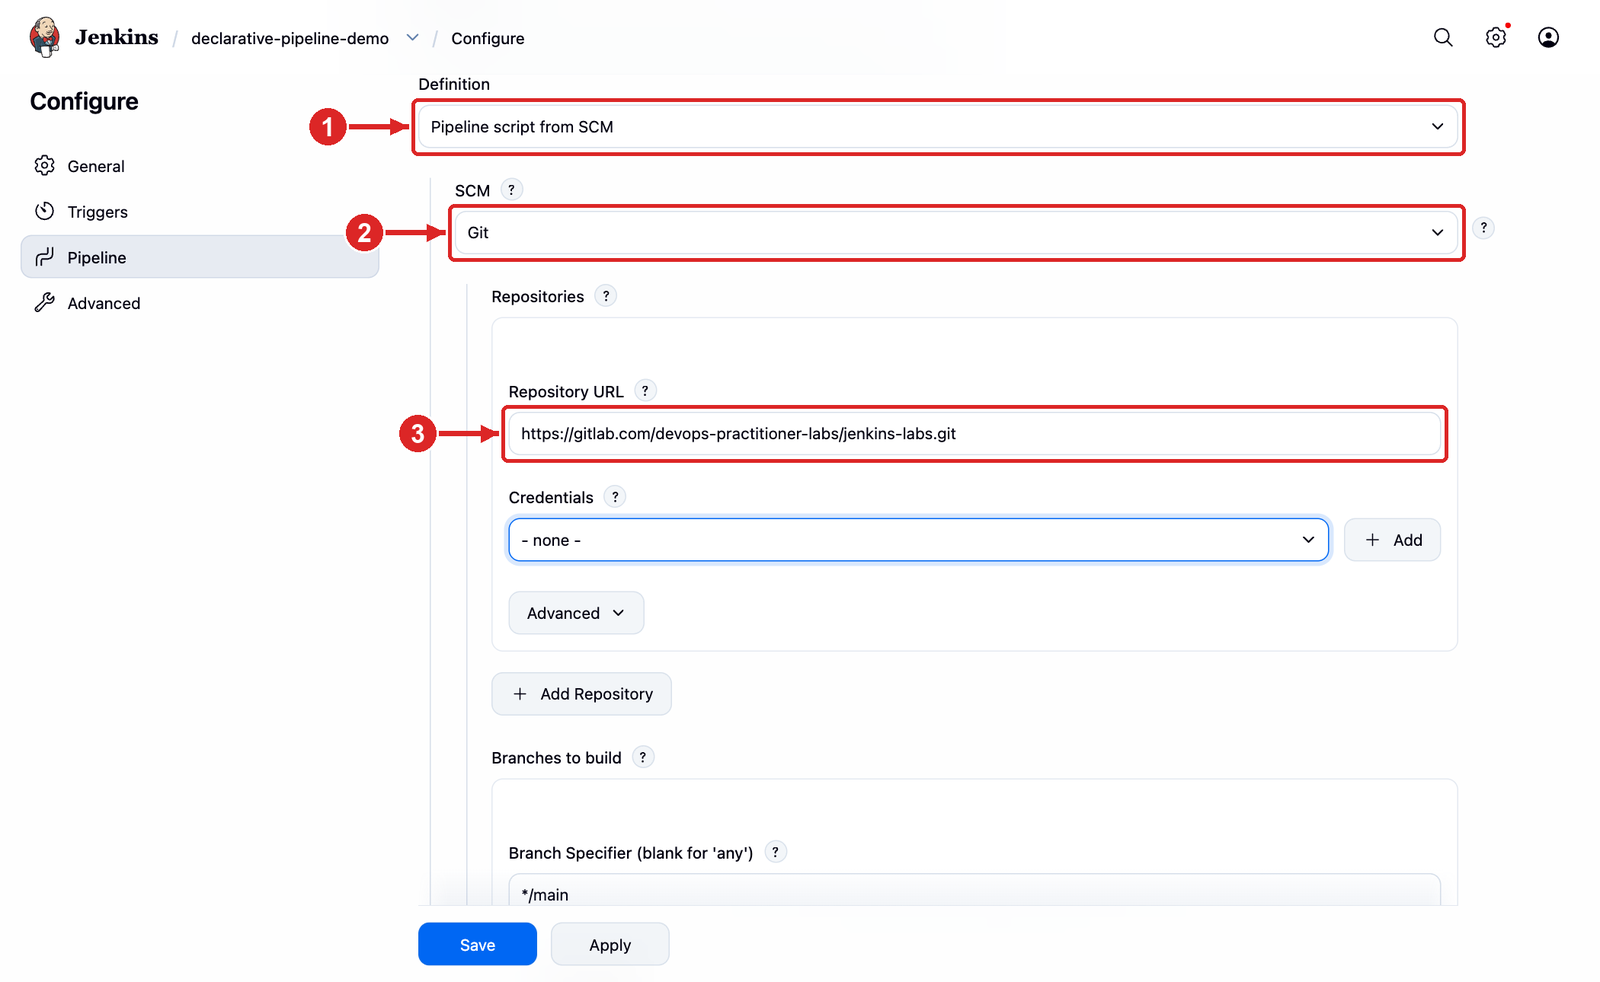 Jenkins / declarative-pipeline-demo / Configure
Configure
General
Triggers
Pipeline
Advanced
Definition
1
Pipeline script from SCM
SCM ?
2
Git
?
Repositories ?
Repository URL ?
3
https://gitlab.com/devops-practitioner-labs/jenkins-labs.git
Credentials ?
- none -
+ Add
Advanced
+ Add Repository
Branches to build ?
Branch Specifier (blank for 'any') ?
*/main
Save
Apply